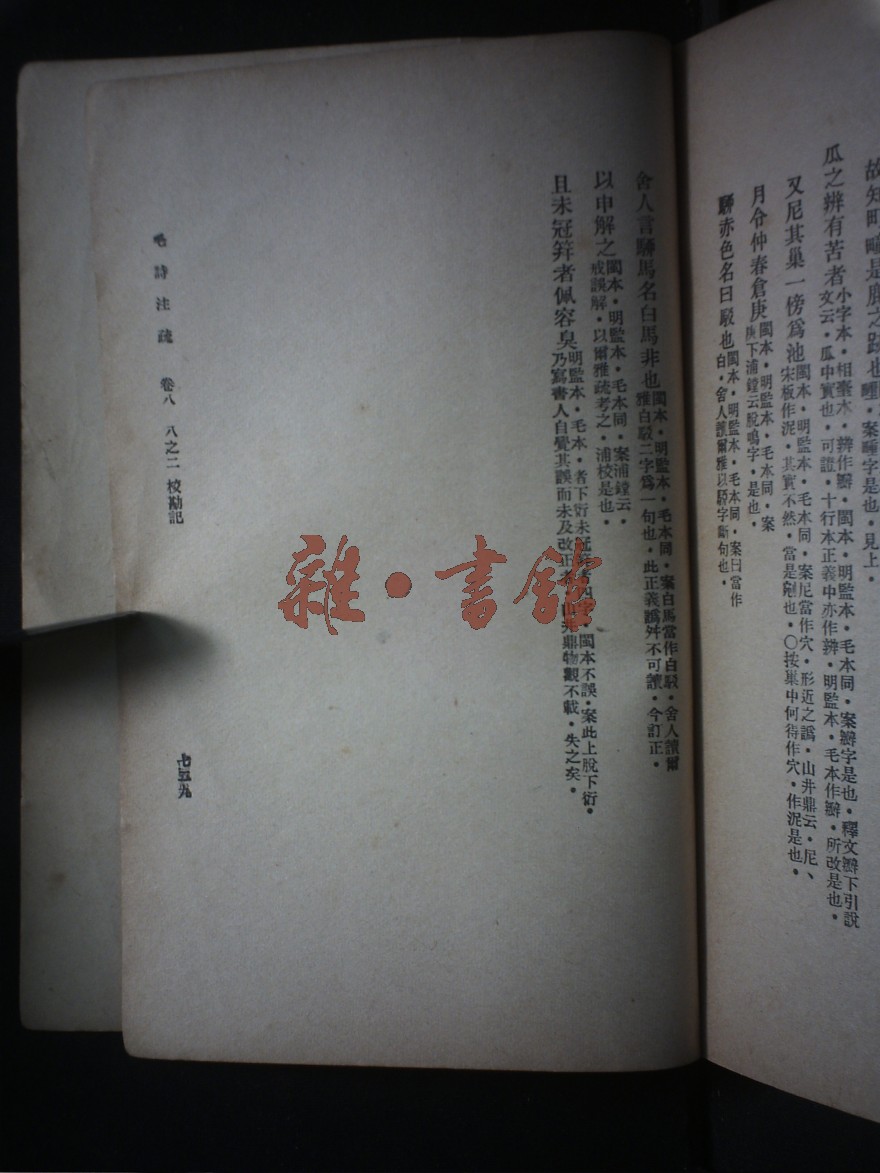 故知町畽是鹿之跡也
畽案畽字是也·見上·
瓜之辨有苦者
小字本·相臺本·辨作瓣·閩本·明監本·毛本同·案瓣字是也·釋文瓣下引說
文云·瓜中實也·可證·十行本正義中亦作辨·明監本·毛本作瓣·所改是也·
又尼其巢一傍爲池
閩本·明監本·毛本同·案尼當作穴·形近之譌·山井鼎云·尼、
宋板作泥·其實不然·當是剜也·○按巢中何待作穴·作泥是也·
月令仲春倉庚
閩本·明監本·毛本同·案
庚下浦鏜云脫鳴字·是也·
騜赤色名曰駁也
閩本·明監本·毛本同·案曰當作
白·舍人讀爾雅以駁字斷句也·
舍人言騜馬名白馬非也
閩本·明監本·毛本同·案白馬當作白駁·舍人讀爾
雅白駁二字爲一句也·此正義譌舛不可讀·今訂正·
以申解之
閩本·明監本·毛本同·案浦鏜云·
戒誤解·以爾雅疏考之·浦校是也·
且未冠筓者佩容臭
明監本·毛本·者下衍未冠筓者四字·閩本不誤·案此上脫下衍·
乃寫書人自覺其誤而未及改正者·山井鼎物觀不載·失之矣·
毛詩注疏 卷八 八之二 校勘記
七五九
雜·書館